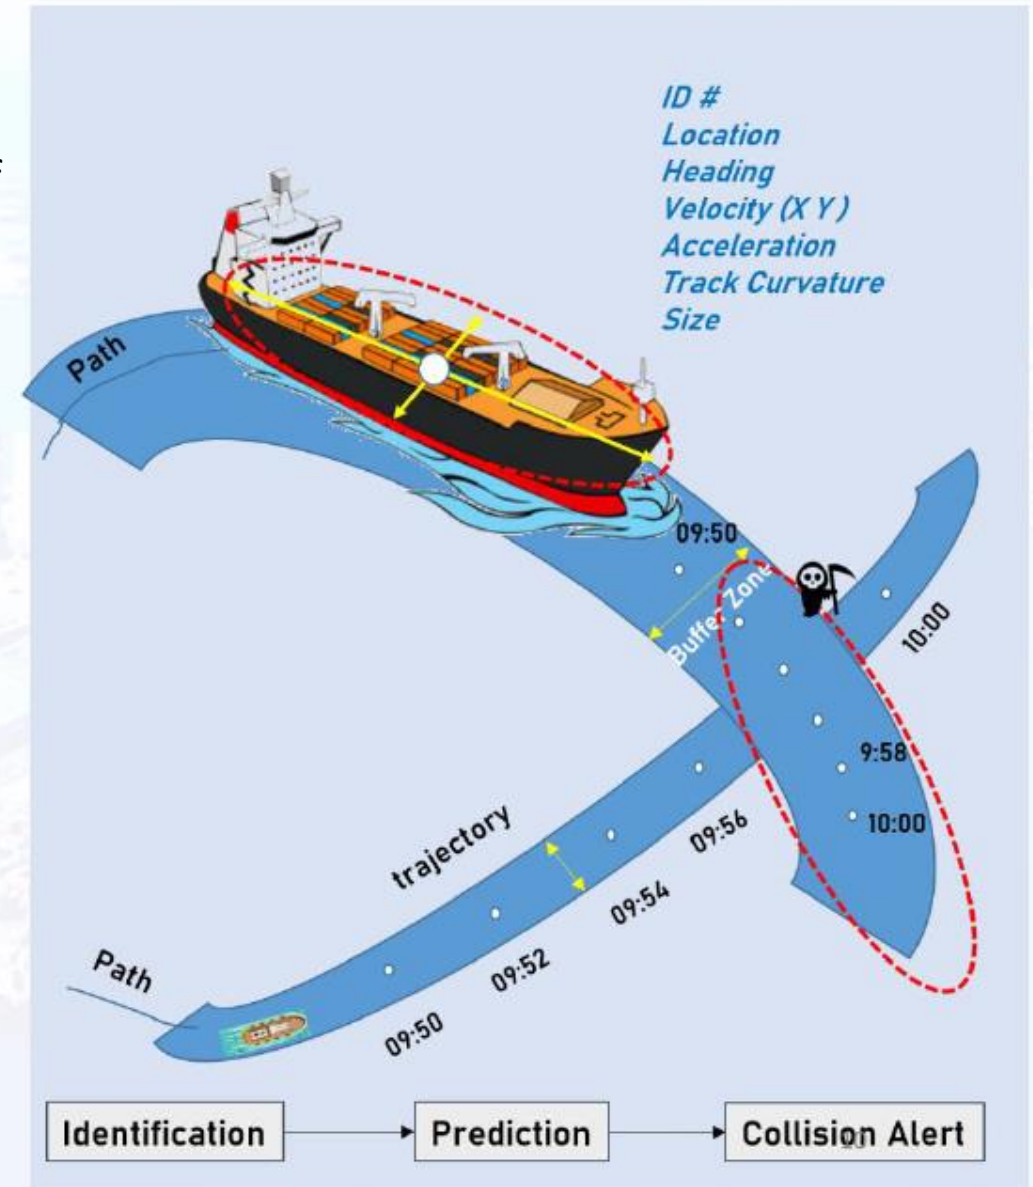 ID #
Location
Heading
Velocity (X Y)
Acceleration
Track Curvature
Size
Path
09:50
Buffer Zone
10:00
9:58
10:00
trajectory
09:56
09:54
09:52
09:50
Path
Identification
Prediction
Collision Alert
10